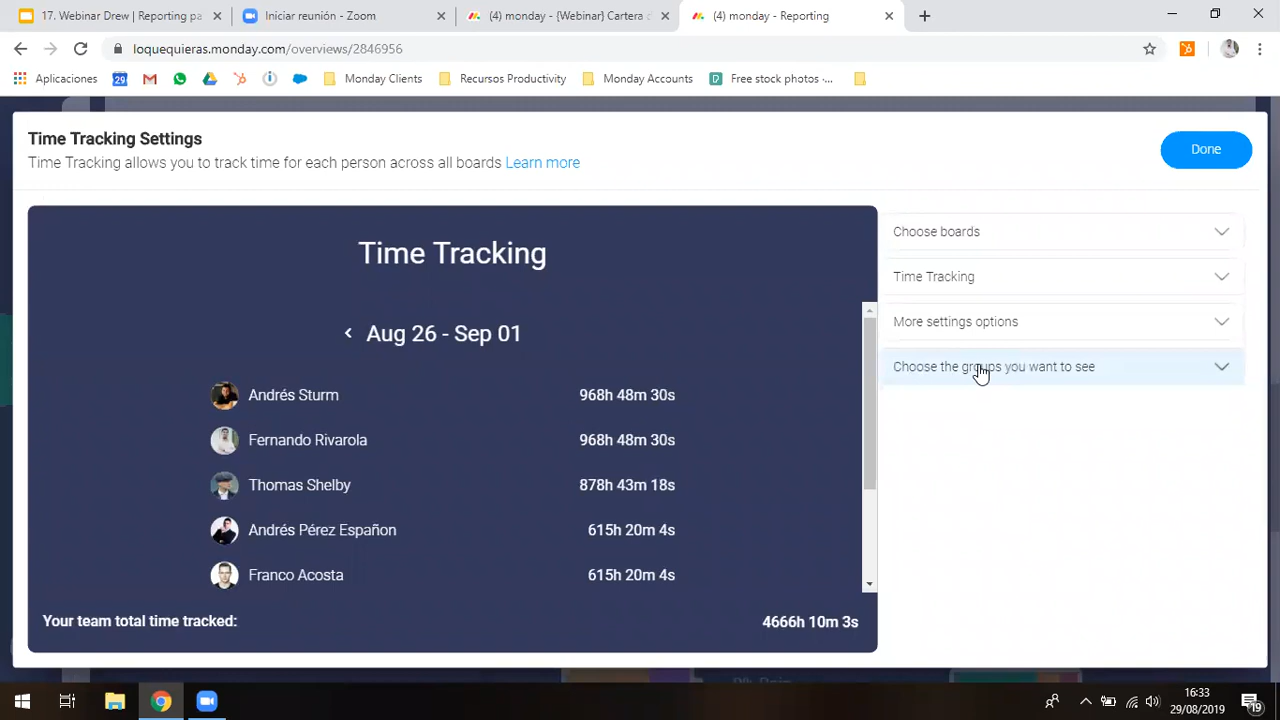 17. Webinar Drew | Reporting pa
Iniciar reunión - Zoom
(4) monday - {Webinar} Cartera c
(4) monday - Reporting
loquequieras.monday.com/overviews/2846956
Aplicaciones
29
Monday Clients
Recursos Productivity
Monday Accounts
Free stock photos ·...
Time Tracking Settings
Time Tracking allows you to track time for each person across all boards Learn more
Done
Time Tracking
Aug 26 - Sep 01
Andrés Sturm 968h 48m 30s
Fernando Rivarola 968h 48m 30s
Thomas Shelby 878h 43m 18s
Andrés Pérez Españon 615h 20m 4s
Franco Acosta 615h 20m 4s
Your team total time tracked: 4666h 10m 3s
Choose boards
Time Tracking
More settings options
Choose the groups you want to see
16:33
29/08/2019
19